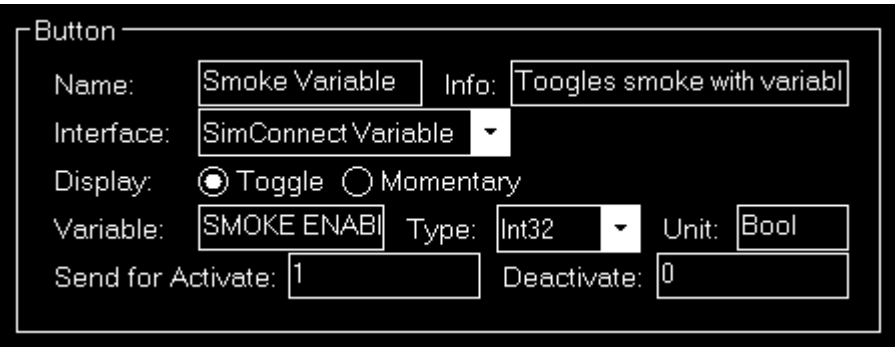 Button
Name: Smoke Variable Info: Toogles smoke with variabl
Interface: SimConnect Variable
Display: Toggle Momentary
Variable: SMOKE ENABI Type: Int32 Unit: Bool
Send for Activate: 1 Deactivate: 0